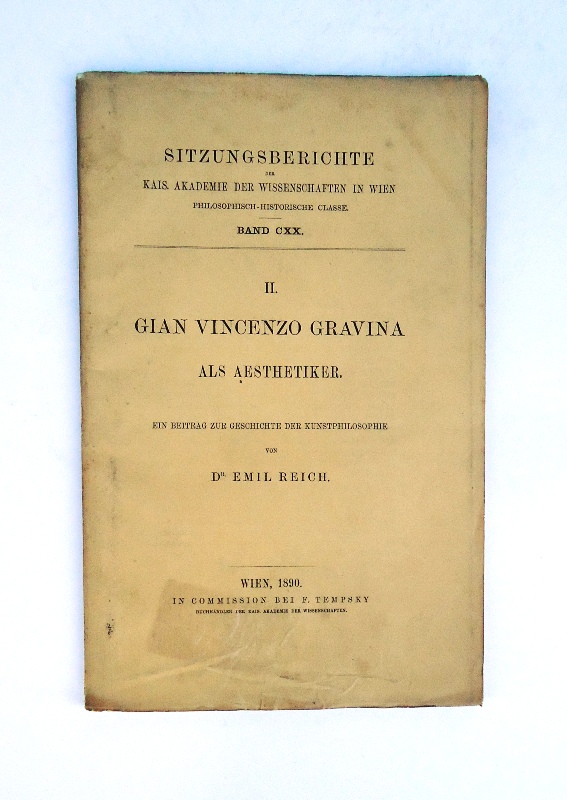 SITZUNGSBERICHTE
DER
KAIS. AKADEMIE DER WISSENSCHAFTEN IN WIEN
PHILOSOPHISCH-HISTORISCHE CLASSE.
BAND CXX.
II.
GIAN VINCENZO GRAVINA
ALS AESTHETIKER.
EIN BEITRAG ZUR GESCHICHTE DER KUNSTPHILOSOPHIE
VON
DR. EMIL REICH.
WIEN, 1890.
IN COMMISSION BEI F. TEMPSKY
BUCHHÄNDLER DER KAIS. AKADEMIE DER WISSENSCHAFTEN.